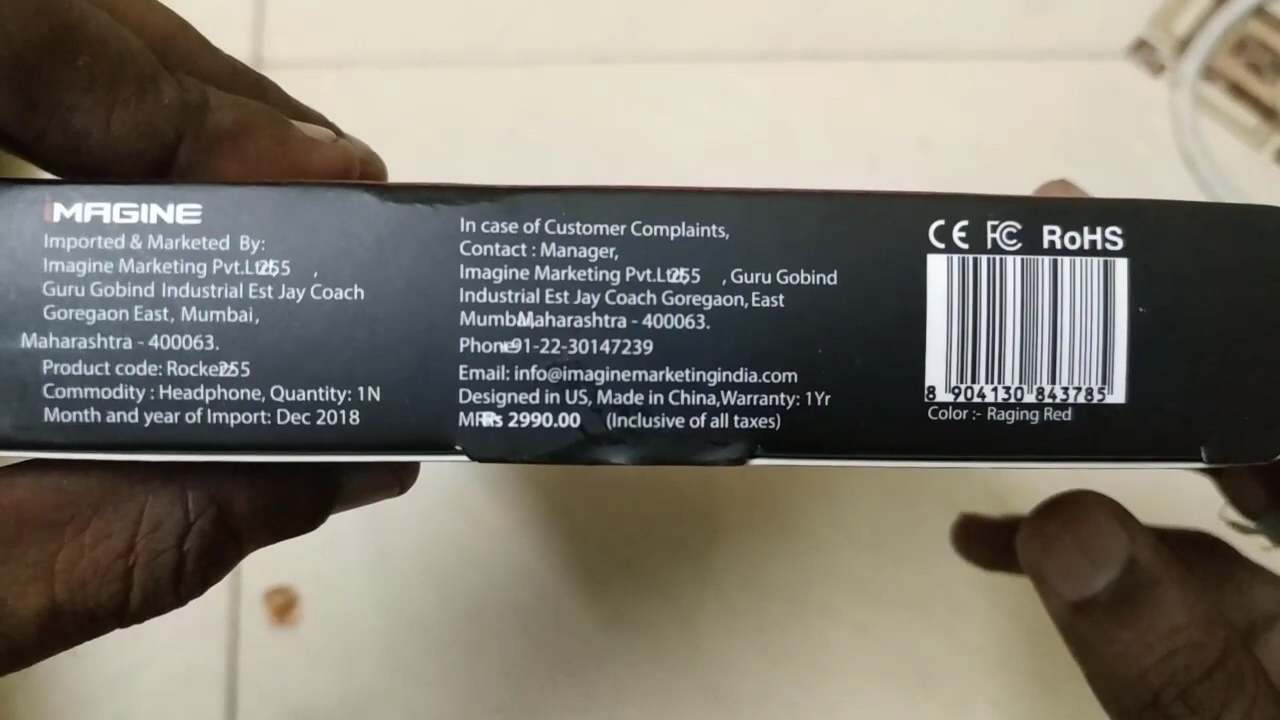 iMAGINE
Imported & Marketed By:
Imagine Marketing Pvt.Ltd,
Guru Gobind Industrial Est Jay Coach
Goregaon East, Mumbai,
Maharashtra - 400063.
Product code: Rocker 255
Commodity : Headphone, Quantity: 1N
Month and year of Import: Dec 2018
In case of Customer Complaints,
Contact : Manager,
Imagine Marketing Pvt.Ltd, Guru Gobind
Industrial Est Jay Coach Goregaon, East
Mumbai, Maharashtra - 400063.
Phone +91-22-30147239
Email: info@imaginemarketingindia.com
Designed in US, Made in China,Warranty: 1Yr
MRP Rs 2990.00 (Inclusive of all taxes)
CE FC RoHS
8 904130 843785
Color :- Raging Red